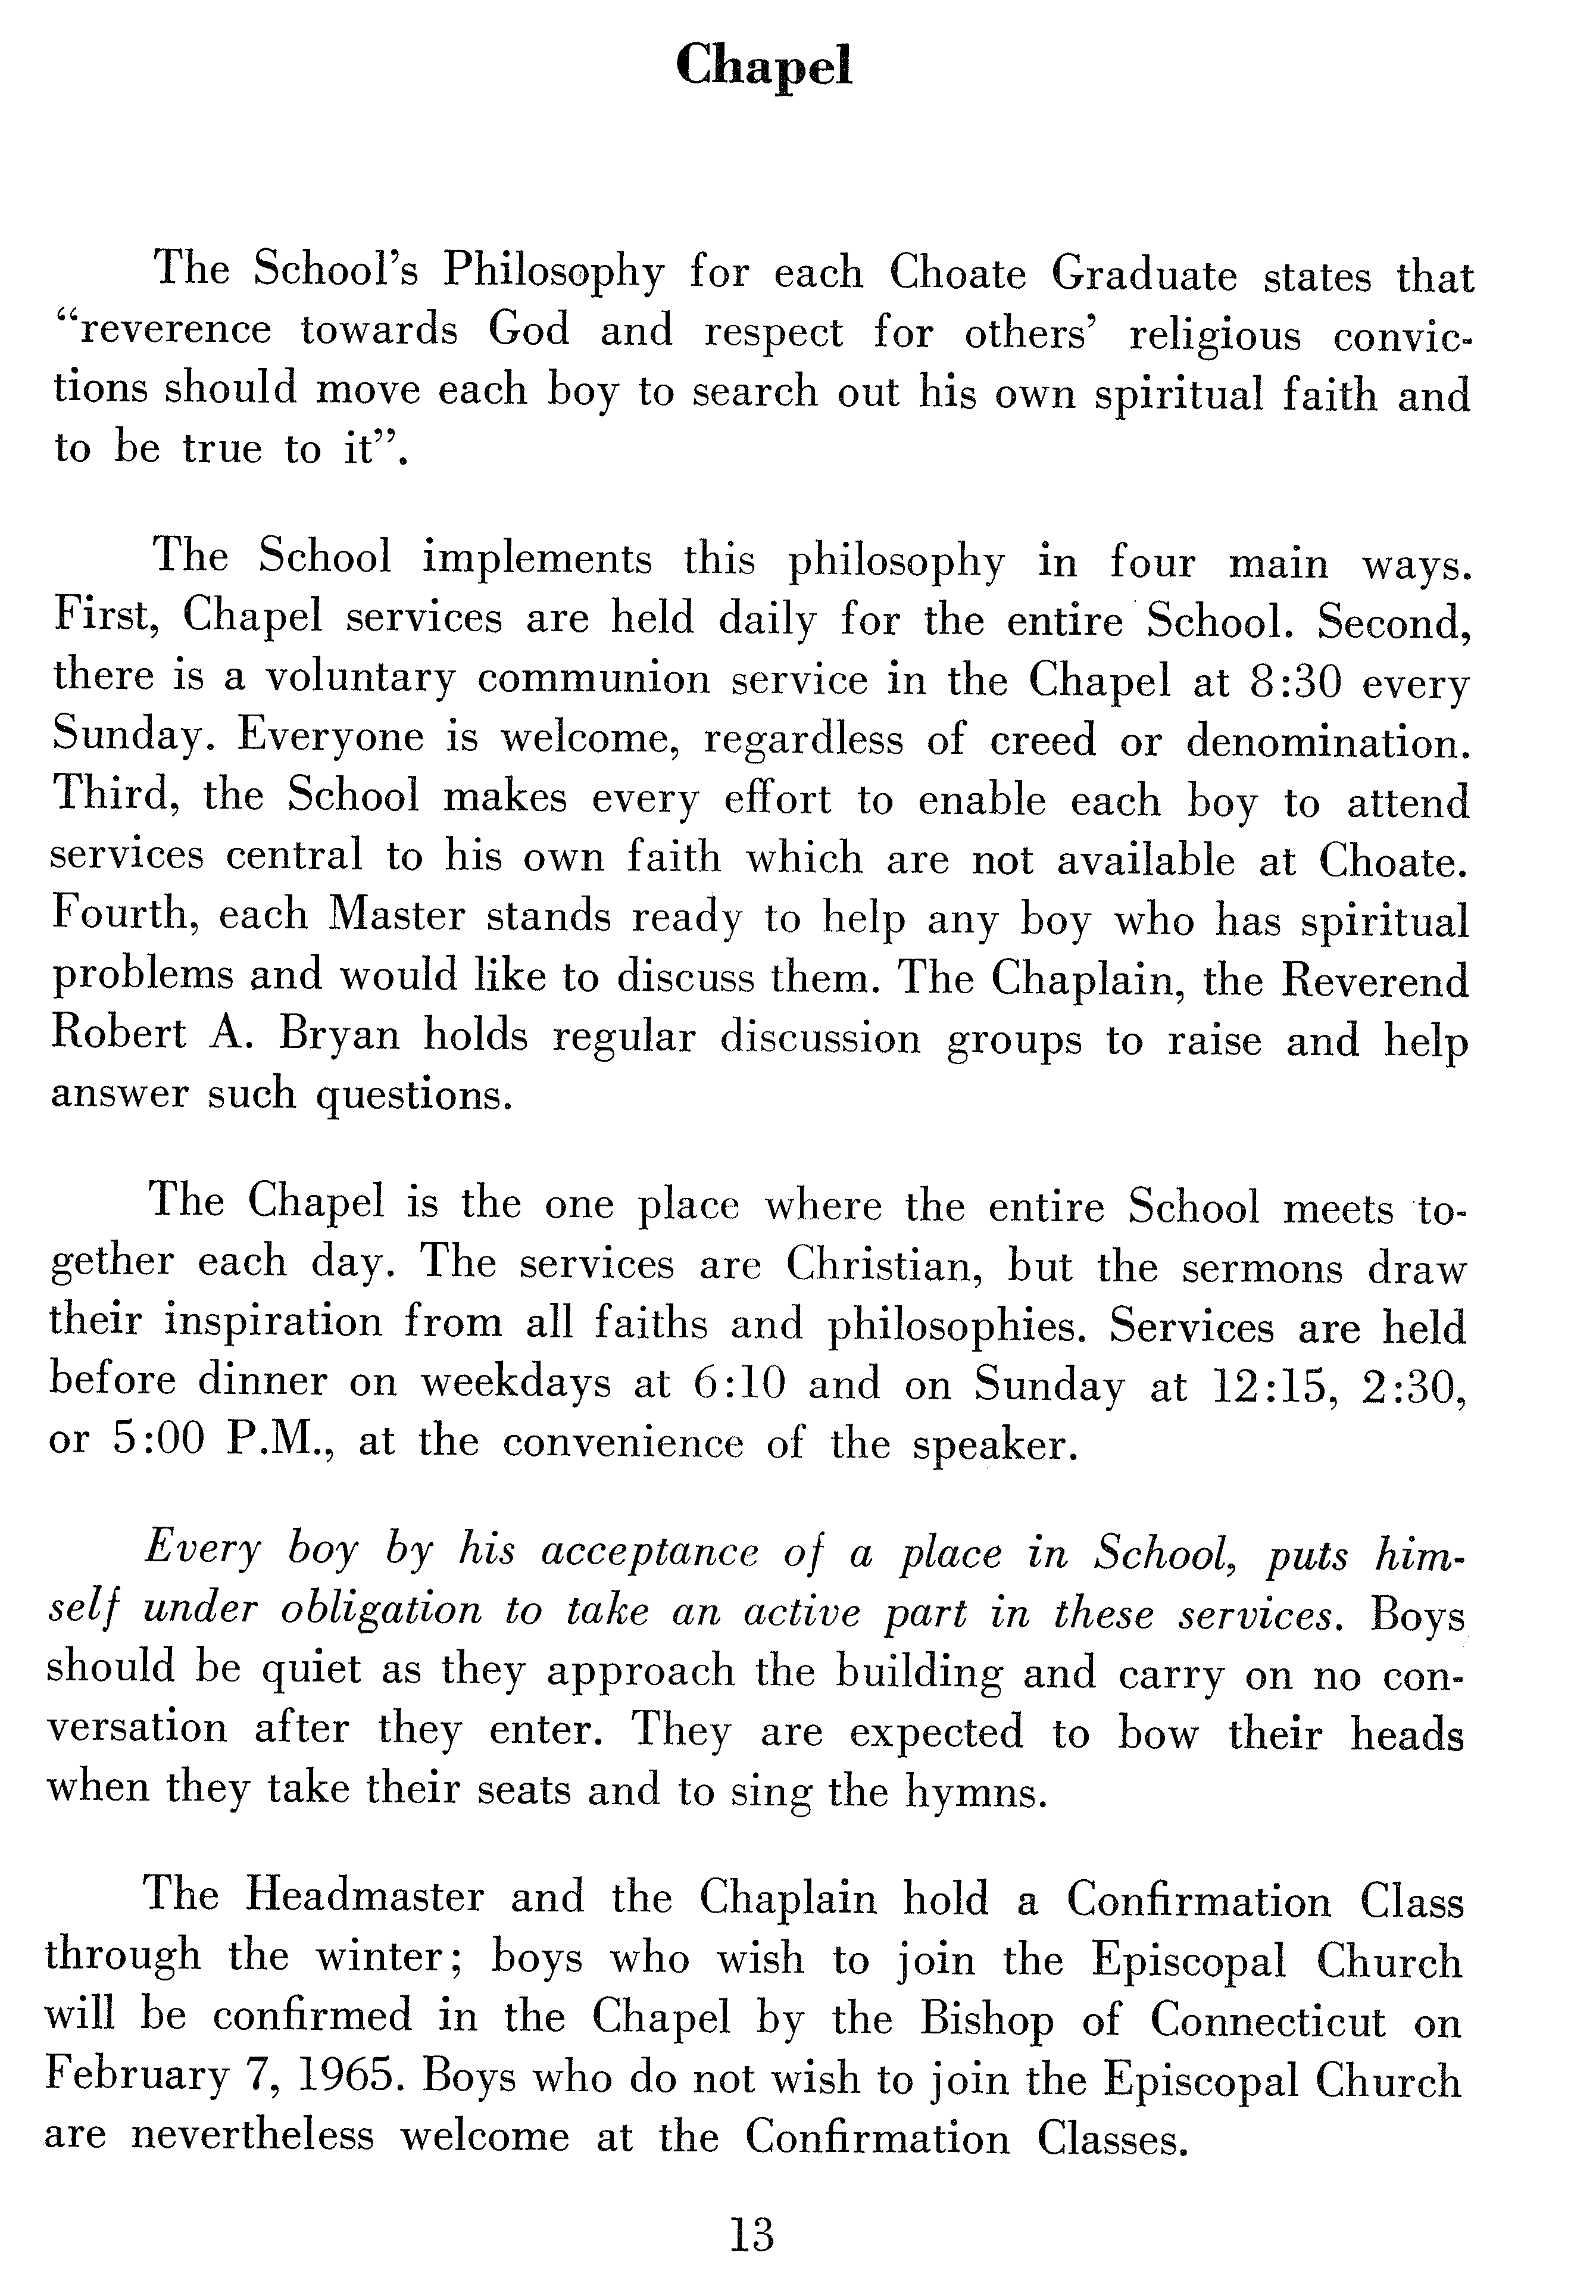 Chapel
The School's Philosophy for each Choate Graduate states that
“reverence towards God and respect for others’ religious convic-
tions should move each boy to search out his own spiritual faith and
to be true to it”.
The School implements this philosophy in four main ways.
First, Chapel services are held daily for the entire School. Second,
there is a voluntary communion service in the Chapel at 8:30 every
Sunday. Everyone is welcome, regardless of creed or denomination.
Third, the School makes every effort to enable each boy to attend
services central to his own faith which are not available at Choate.
Fourth, each Master stands ready to help any boy who has spiritual
problems and would like to discuss them. The Chaplain, the Reverend
Robert A. Bryan holds regular discussion groups to raise and help
answer such questions.
The Chapel is the one place where the entire School meets to-
gether each day. The services are Christian, but the sermons draw
their inspiration from all faiths and philosophies. Services are held
before dinner on weekdays at 6:10 and on Sunday at 12:15, 2:30,
or 5:00 P.M., at the convenience of the speaker.
Every boy by his acceptance of a place in School, puts him-
self under obligation to take an active part in these services. Boys
should be quiet as they approach the building and carry on no con-
versation after they enter. They are expected to bow their heads
when they take their seats and to sing the hymns.
The Headmaster and the Chaplain hold a Confirmation Class
through the winter; boys who wish to join the Episcopal Church
will be confirmed in the Chapel by the Bishop of Connecticut on
February 7, 1965. Boys who do not wish to join the Episcopal Church
are nevertheless welcome at the Confirmation Classes.
13